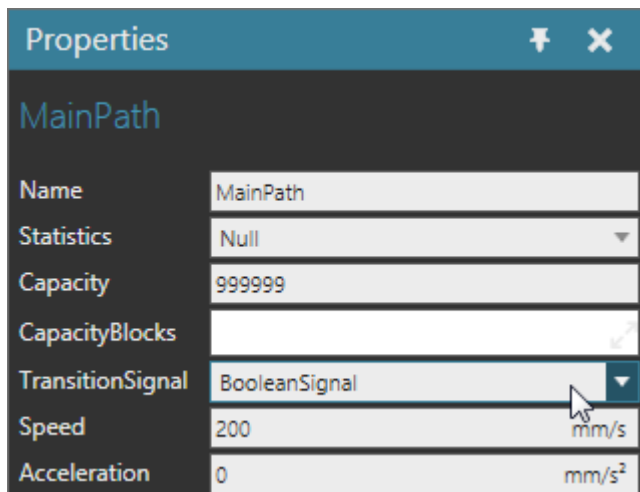 Properties
MainPath
Name MainPath
Statistics Null
Capacity 999999
CapacityBlocks
TransitionSignal BooleanSignal
Speed 200 mm/s
Acceleration 0 mm/s²